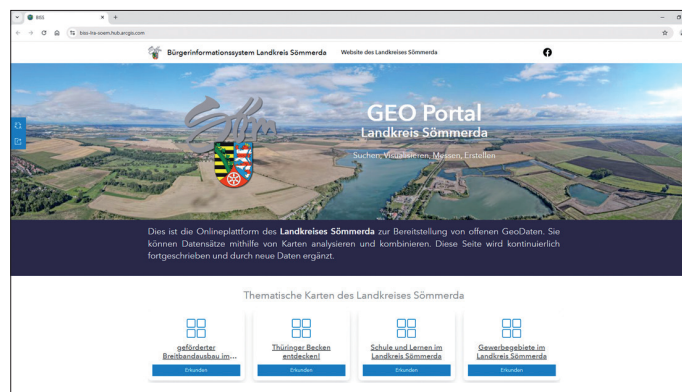 BISS
biss-lra-soem.hub.arcgis.com
Bürgerinformationssystem Landkreis Sömmerda Website des Landkreises Sömmerda
GEO Portal
Landkreis Sömmerda
Suchen, Visualisieren, Messen, Erstellen
Dies ist die Onlineplattform des Landkreises Sömmerda zur Bereitstellung von offenen GeoDaten. Sie
können Datensätze mithilfe von Karten analysieren und kombinieren. Diese Seite wird kontinuierlich
fortgeschrieben und durch neue Daten ergänzt.
Thematische Karten des Landkreises Sömmerda
geförderter
Breitbandausbau im...
Erkunden
Thüringer Becken
entdecken!
Erkunden
Schule und Lernen im
Landkreis Sömmerda
Erkunden
Gewerbegebiete im
Landkreis Sömmerda
Erkunden